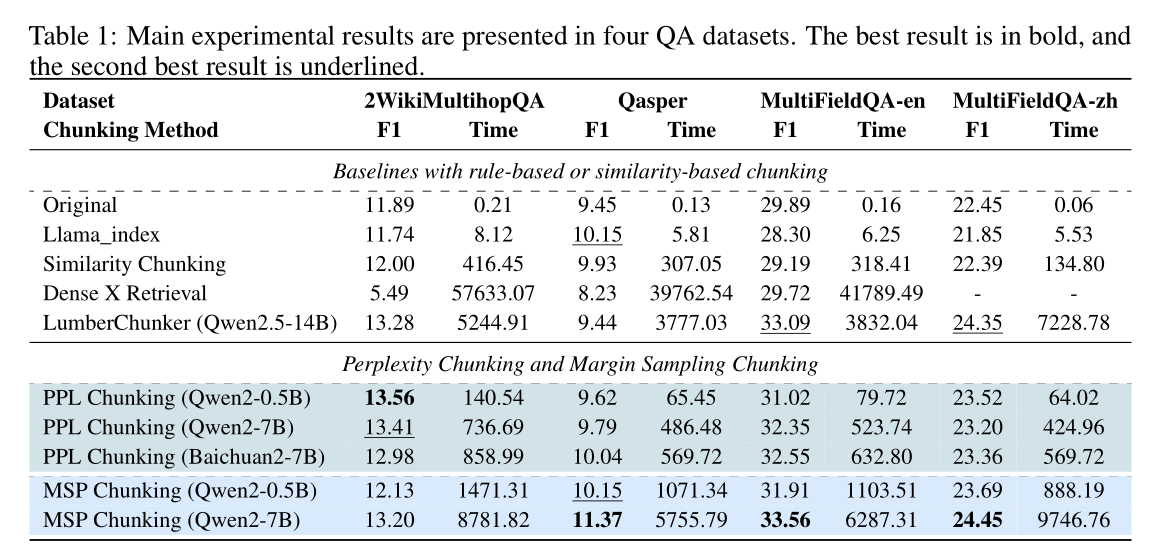 Table 1: Main experimental results are presented in four QA datasets. The best result is in bold, and
the second best result is underlined.
Dataset 2WikiMultihopQA Qasper MultiFieldQA-en MultiFieldQA-zh
Chunking Method F1 Time F1 Time F1 Time F1 Time
Baselines with rule-based or similarity-based chunking
Original 11.89 0.21 9.45 0.13 29.89 0.16 22.45 0.06
Llama_index 11.74 8.12 10.15 5.81 28.30 6.25 21.85 5.53
Similarity Chunking 12.00 416.45 9.93 307.05 29.19 318.41 22.39 134.80
Dense X Retrieval 5.49 57633.07 8.23 39762.54 29.72 41789.49 - -
LumberChunker (Qwen2.5-14B) 13.28 5244.91 9.44 3777.03 33.09 3832.04 24.35 7228.78
Perplexity Chunking and Margin Sampling Chunking
PPL Chunking (Qwen2-0.5B) 13.56 140.54 9.62 65.45 31.02 79.72 23.52 64.02
PPL Chunking (Qwen2-7B) 13.41 736.69 9.79 486.48 32.35 523.74 23.20 424.96
PPL Chunking (Baichuan2-7B) 12.98 858.99 10.04 569.72 32.55 632.80 23.36 569.72
MSP Chunking (Qwen2-0.5B) 12.13 1471.31 10.15 1071.34 31.91 1103.51 23.69 888.19
MSP Chunking (Qwen2-7B) 13.20 8781.82 11.37 5755.79 33.56 6287.31 24.45 9746.76